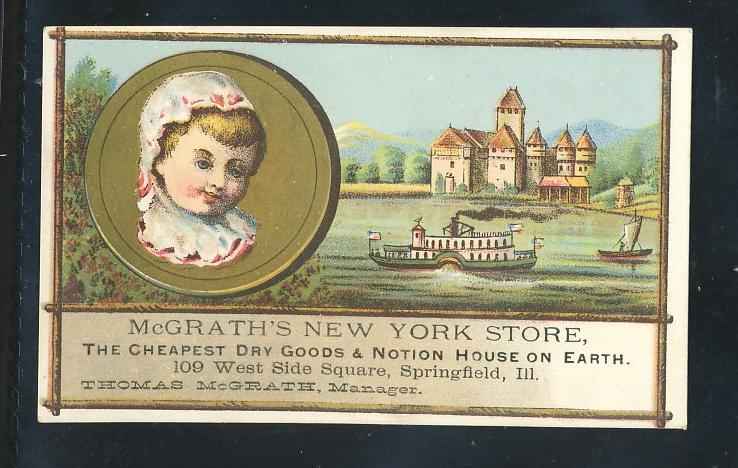 McGRATH'S NEW YORK STORE,
THE CHEAPEST DRY GOODS & NOTION HOUSE ON EARTH.
109 West Side Square, Springfield, Ill.
THOMAS McGRATH, Manager.